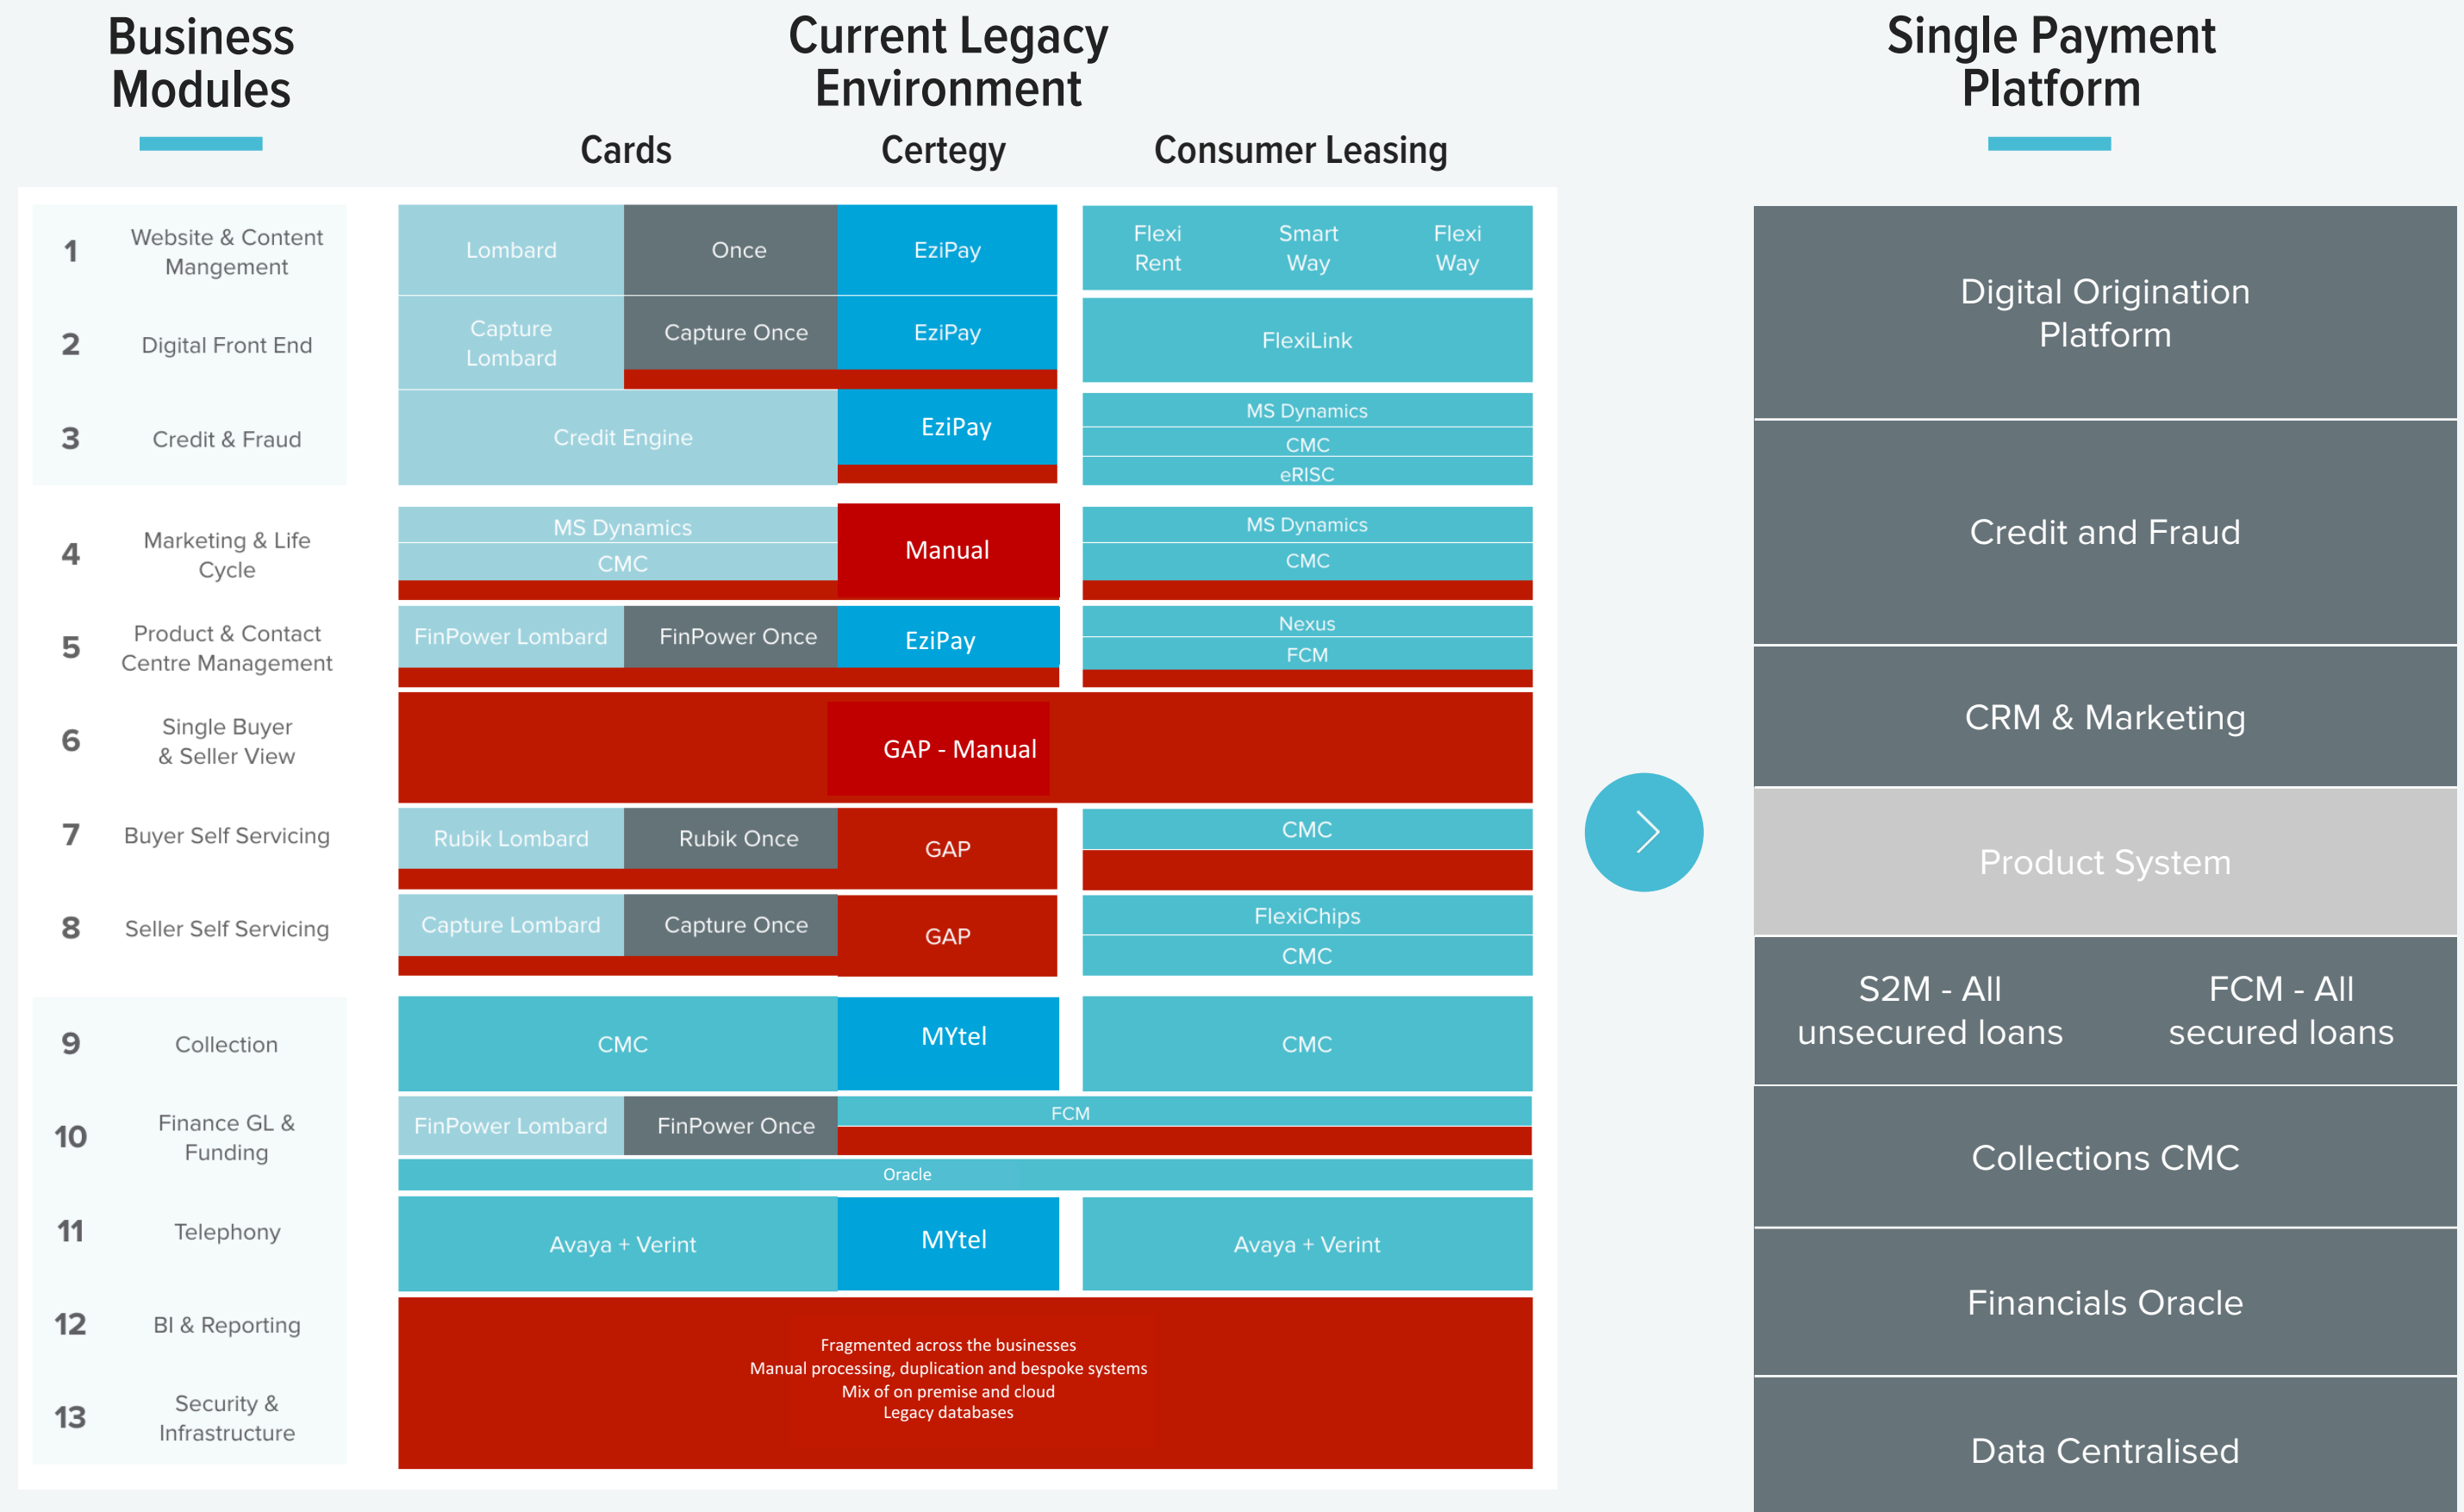 Business
Modules
Current Legacy
Environment
Single Payment
Platform
Cards
Certegy
Consumer Leasing
1
Website & Content
Mangement
Lombard
Once
EziPay
Flexi
Rent
Smart
Way
Flexi
Way
2
Digital Front End
Capture
Lombard
Capture Once
EziPay
FlexiLink
3
Credit & Fraud
Credit Engine
EziPay
MS Dynamics
CMC
eRISC
4
Marketing & Life
Cycle
MS Dynamics
CMC
Manual
MS Dynamics
CMC
5
Product & Contact
Centre Management
FinPower Lombard
FinPower Once
EziPay
Nexus
FCM
6
Single Buyer
& Seller View
GAP - Manual
7
Buyer Self Servicing
Rubik Lombard
Rubik Once
GAP
CMC
8
Seller Self Servicing
Capture Lombard
Capture Once
GAP
FlexiChips
CMC
9
Collection
CMC
MYtel
CMC
10
Finance GL &
Funding
FinPower Lombard
FinPower Once
FCM
Oracle
11
Telephony
Avaya + Verint
MYtel
Avaya + Verint
12
BI & Reporting
13
Security &
Infrastructure
Fragmented across the businesses
Manual processing, duplication and bespoke systems
Mix of on premise and cloud
Legacy databases
Digital Origination
Platform
Credit and Fraud
CRM & Marketing
Product System
S2M - All
unsecured loans
FCM - All
secured loans
Collections CMC
Financials Oracle
Data Centralised